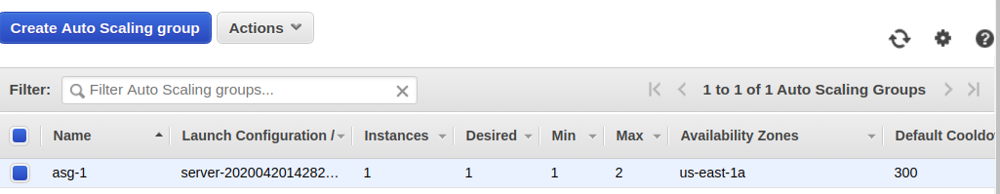 Create Auto Scaling group Actions
Filter: Filter Auto Scaling groups... 1 to 1 of 1 Auto Scaling Groups
Name Launch Configuration / Instances Desired Min Max Availability Zones Default Cooldo
asg-1 server-2020042014282... 1 1 1 2 us-east-1a 300